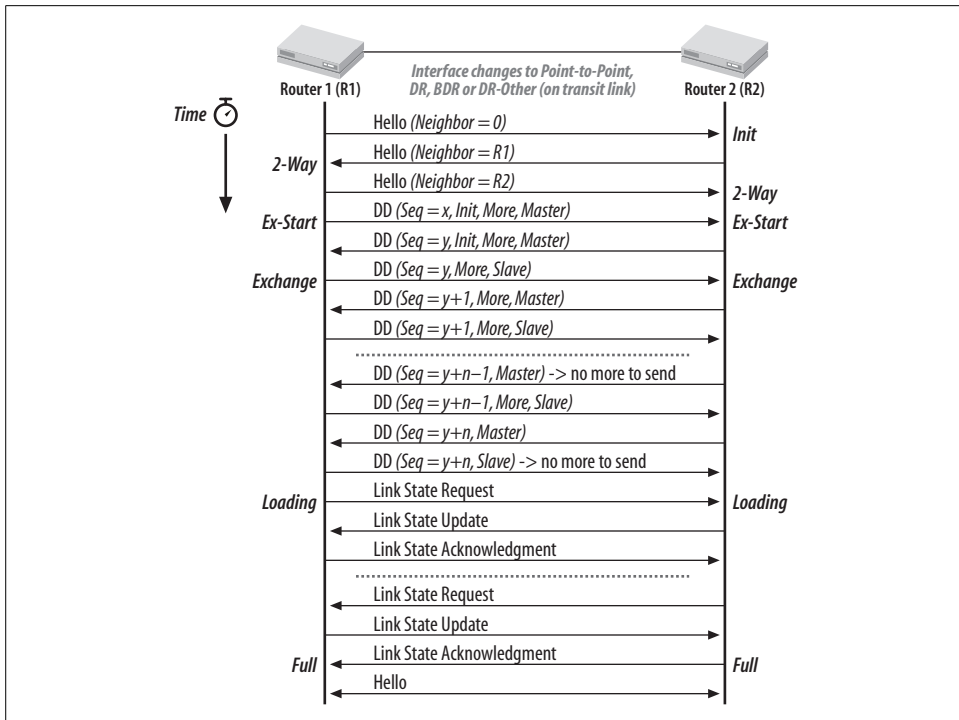 Interface changes to Point-to-Point,
DR, BDR or DR-Other (on transit link)
Router 1 (R1)
Router 2 (R2)
Time
Hello (Neighbor = 0)
Init
Hello (Neighbor = R1)
2-Way
Hello (Neighbor = R2)
2-Way
DD (Seq = x, Init, More, Master)
Ex-Start
Ex-Start
DD (Seq = y, Init, More, Master)
DD (Seq = y, More, Slave)
Exchange
Exchange
DD (Seq = y+1, More, Master)
DD (Seq = y+1, More, Slave)
DD (Seq = y+n–1, Master) -> no more to send
DD (Seq = y+n–1, More, Slave)
DD (Seq = y+n, Master)
DD (Seq = y+n, Slave) -> no more to send
Link State Request
Loading
Loading
Link State Update
Link State Acknowledgment
Link State Request
Link State Update
Link State Acknowledgment
Full
Full
Hello